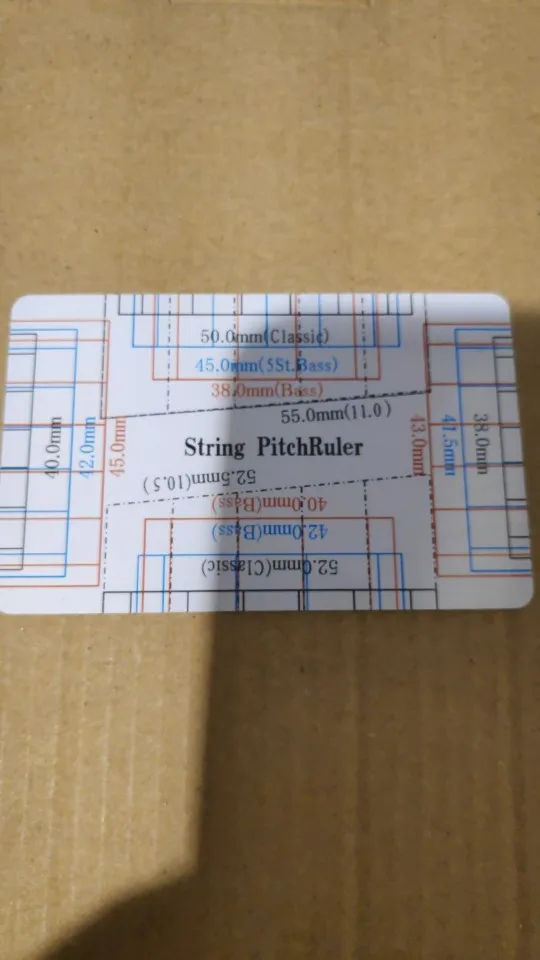 50.0mm(Classic)
45.0mm(5St.Bass)
38.0mm(Bass)
55.0mm(11.0)
String PitchRuler
52.5mm(10.5)
40.0mm(Bass)
42.0mm(Bass)
52.0mm(Classic)
40.0mm
42.0mm
45.0mm
43.0mm
41.5mm
38.0mm